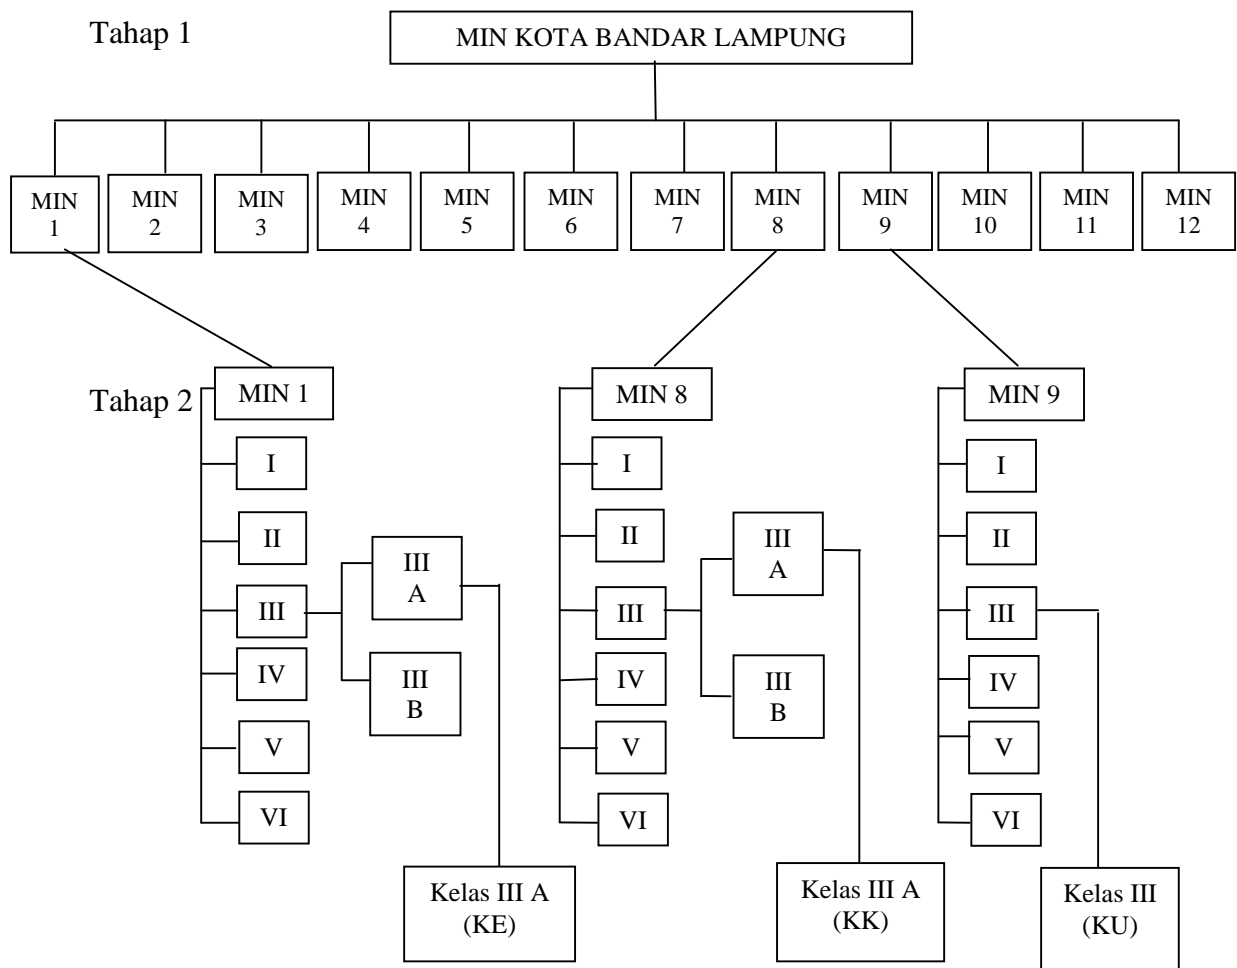 Tahap 1
MIN KOTA BANDAR LAMPUNG
MIN
1
MIN
2
MIN
3
MIN
4
MIN
5
MIN
6
MIN
7
MIN
8
MIN
9
MIN
10
MIN
11
MIN
12
Tahap 2
MIN 1
I
II
III
IV
V
VI
III
A
III
B
Kelas III A
(KE)
MIN 8
I
II
III
IV
V
VI
III
A
III
B
Kelas III A
(KK)
MIN 9
I
II
III
IV
V
VI
Kelas III
(KU)